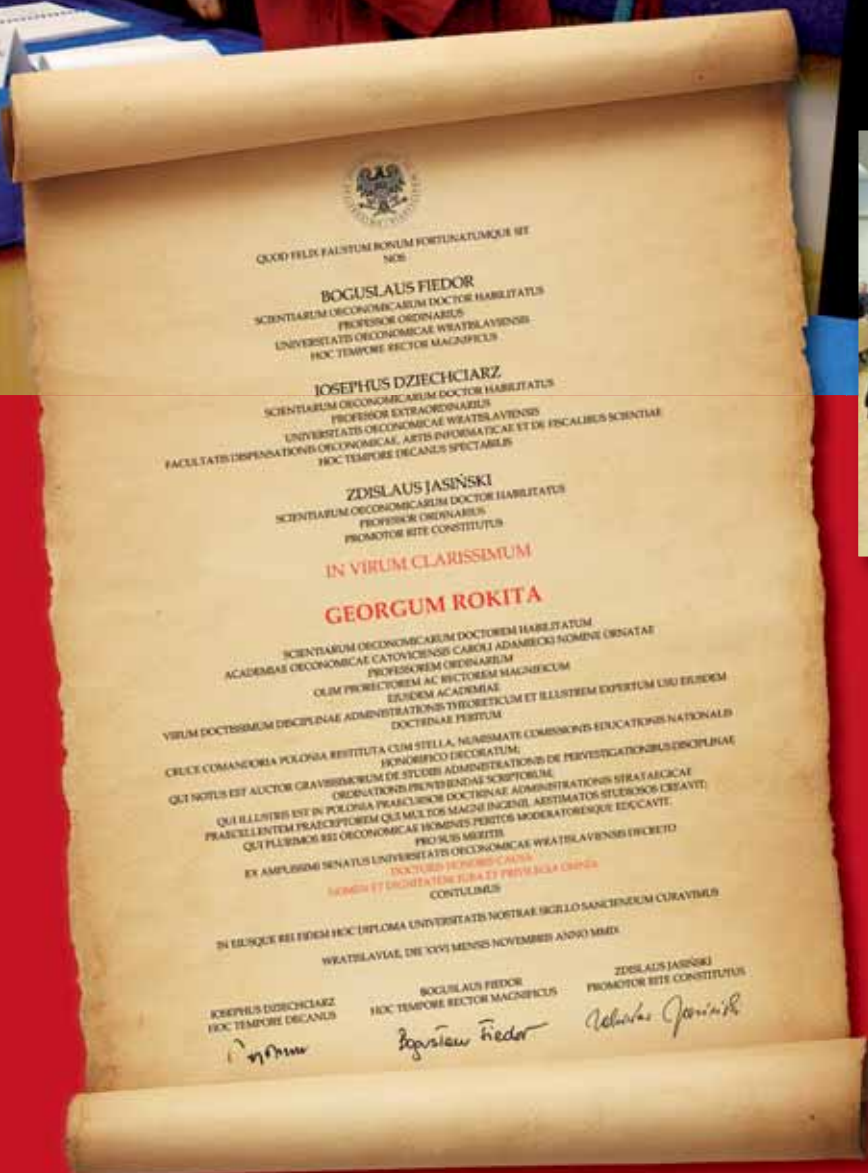 QUOD FELIX FAUSTUM BONUM FORTUNATUMQUE SIT
NOS
BOGUSLAUS FIEDOR
SCIENTIARUM OECONOMICARUM DOCTOR HABILITATUS
PROFESSOR ORDINARIUS
UNIVERSITATIS OECONOMICAE WRATISLAVIENSIS
HOC TEMPORE RECTOR MAGNIFICUS
IOSEPHUS DZIECHCIARZ
SCIENTIARUM OECONOMICARUM DOCTOR HABILITATUS
PROFESSOR EXTRAORDINARIUS
UNIVERSITATIS OECONOMICAE WRATISLAVIENSIS
FACULTATIS DISPENSATIONIS OECONOMICAE, ARTIS INFORMATICAE ET DE FISCALIBUS SCIENTIAE
HOC TEMPORE DECANUS SPECTABILIS
ZDISLAUS JASIŃSKI
SCIENTIARUM OECONOMICARUM DOCTOR HABILITATUS
PROFESSOR ORDINARIUS
PROMOTOR RITE CONSTITUTUS
IN VIRUM CLARISSIMUM
GEORGUM ROKITA
SCIENTIARUM OECONOMICARUM DOCTOREM HABILITATUM
ACADEMIAE OECONOMICAE CATOVICIENSIS CAROLI ADAMIECKI NOMINE ORNATAE
PROFESSOREM ORDINARIUM
OLIM PRORECTOREM AC RECTOREM MAGNIFICUM
EIUSDEM ACADEMIAE
VIRUM DOCTISSIMUM DISCIPLINAE ADMINISTRATIONIS THEORETICUM ET ILLUSTREM EXPERTUM USU EIUSDEM
DOCTRINAE PERITUM
CRUCE COMANDORIA POLONIA RESTITUTA CUM STELLA, NUMISMATE COMISSIONIS EDUCATIONIS NATIONALIS
HONORIFICO DECORATUM;
QUI NOTUS EST AUCTOR GRAVISSIMORUM DE STUDIIS ADMINISTRATIONIS DE PERVESTIGATIONIBUS DISCIPLINAE
ORDINATIONIS PROVEHENDAE SCRIPTORUM;
QUI ILLUSTRIS EST IN POLONIA PRAECURSOR DOCTRINAE ADMINISTRATIONIS STRATAEGICAE
PRAECELLENTEM PRAECEPTOREM QUI MULTOS MAGNI INGENII, AESTIMATOS STUDIOSOS CREAVIT;
QUI PLURIMOS REI OECONOMICAE HOMINES PERITOS MODERATORESQUE EDUCAVIT.
PRO SUIS MERITIS
EX AMPLISSIMI SENATUS UNIVERSITATIS OECONOMICAE WRATISLAVIENSIS DECRETO
DOCTORIS HONORIS CAUSA
NOMEN ET DIGNITATEM IURA ET PRIVILEGIA OMNIA
CONTULIMUS
IN EIUSQUE REI FIDEM HOC DIPLOMA UNIVERSITATIS NOSTRAE SIGILLO SANCIENDUM CURAVIMUS
WRATISLAVIAE, DIE XXVI MENSIS NOVEMBRIS ANNO MMIX
IOSEPHUS DZIECHCIARZ
HOC TEMPORE DECANUS
BOGUSLAUS FIEDOR
HOC TEMPORE RECTOR MAGNIFICUS
Bogusław Fiedor
ZDISLAUS JASIŃSKI
PROMOTOR RITE CONSTITUTUS